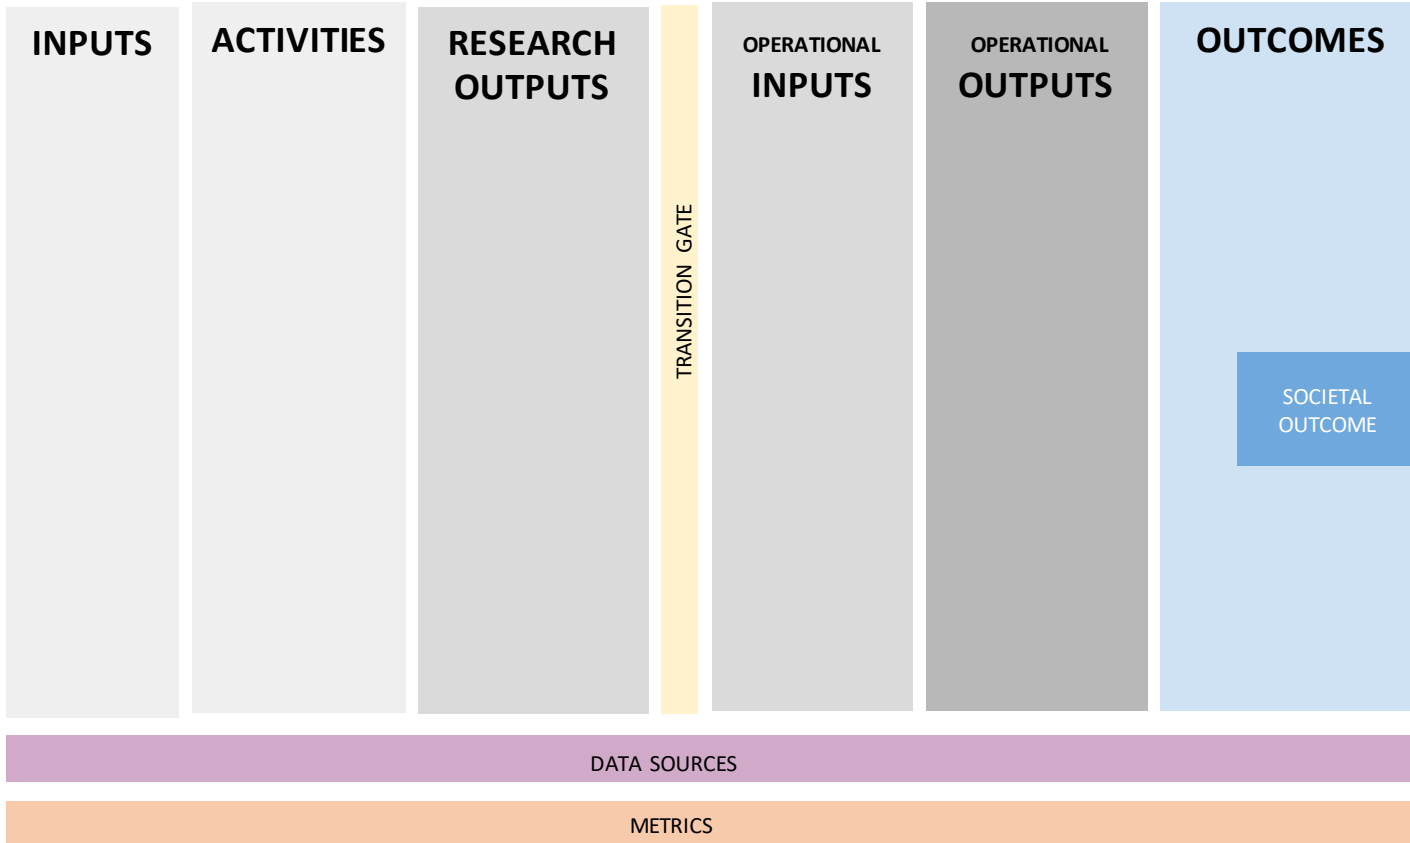 INPUTS
ACTIVITIES
RESEARCH
OUTPUTS
TRANSITION GATE
OPERATIONAL
INPUTS
OPERATIONAL
OUTPUTS
OUTCOMES
SOCIETAL
OUTCOME
DATA SOURCES
METRICS